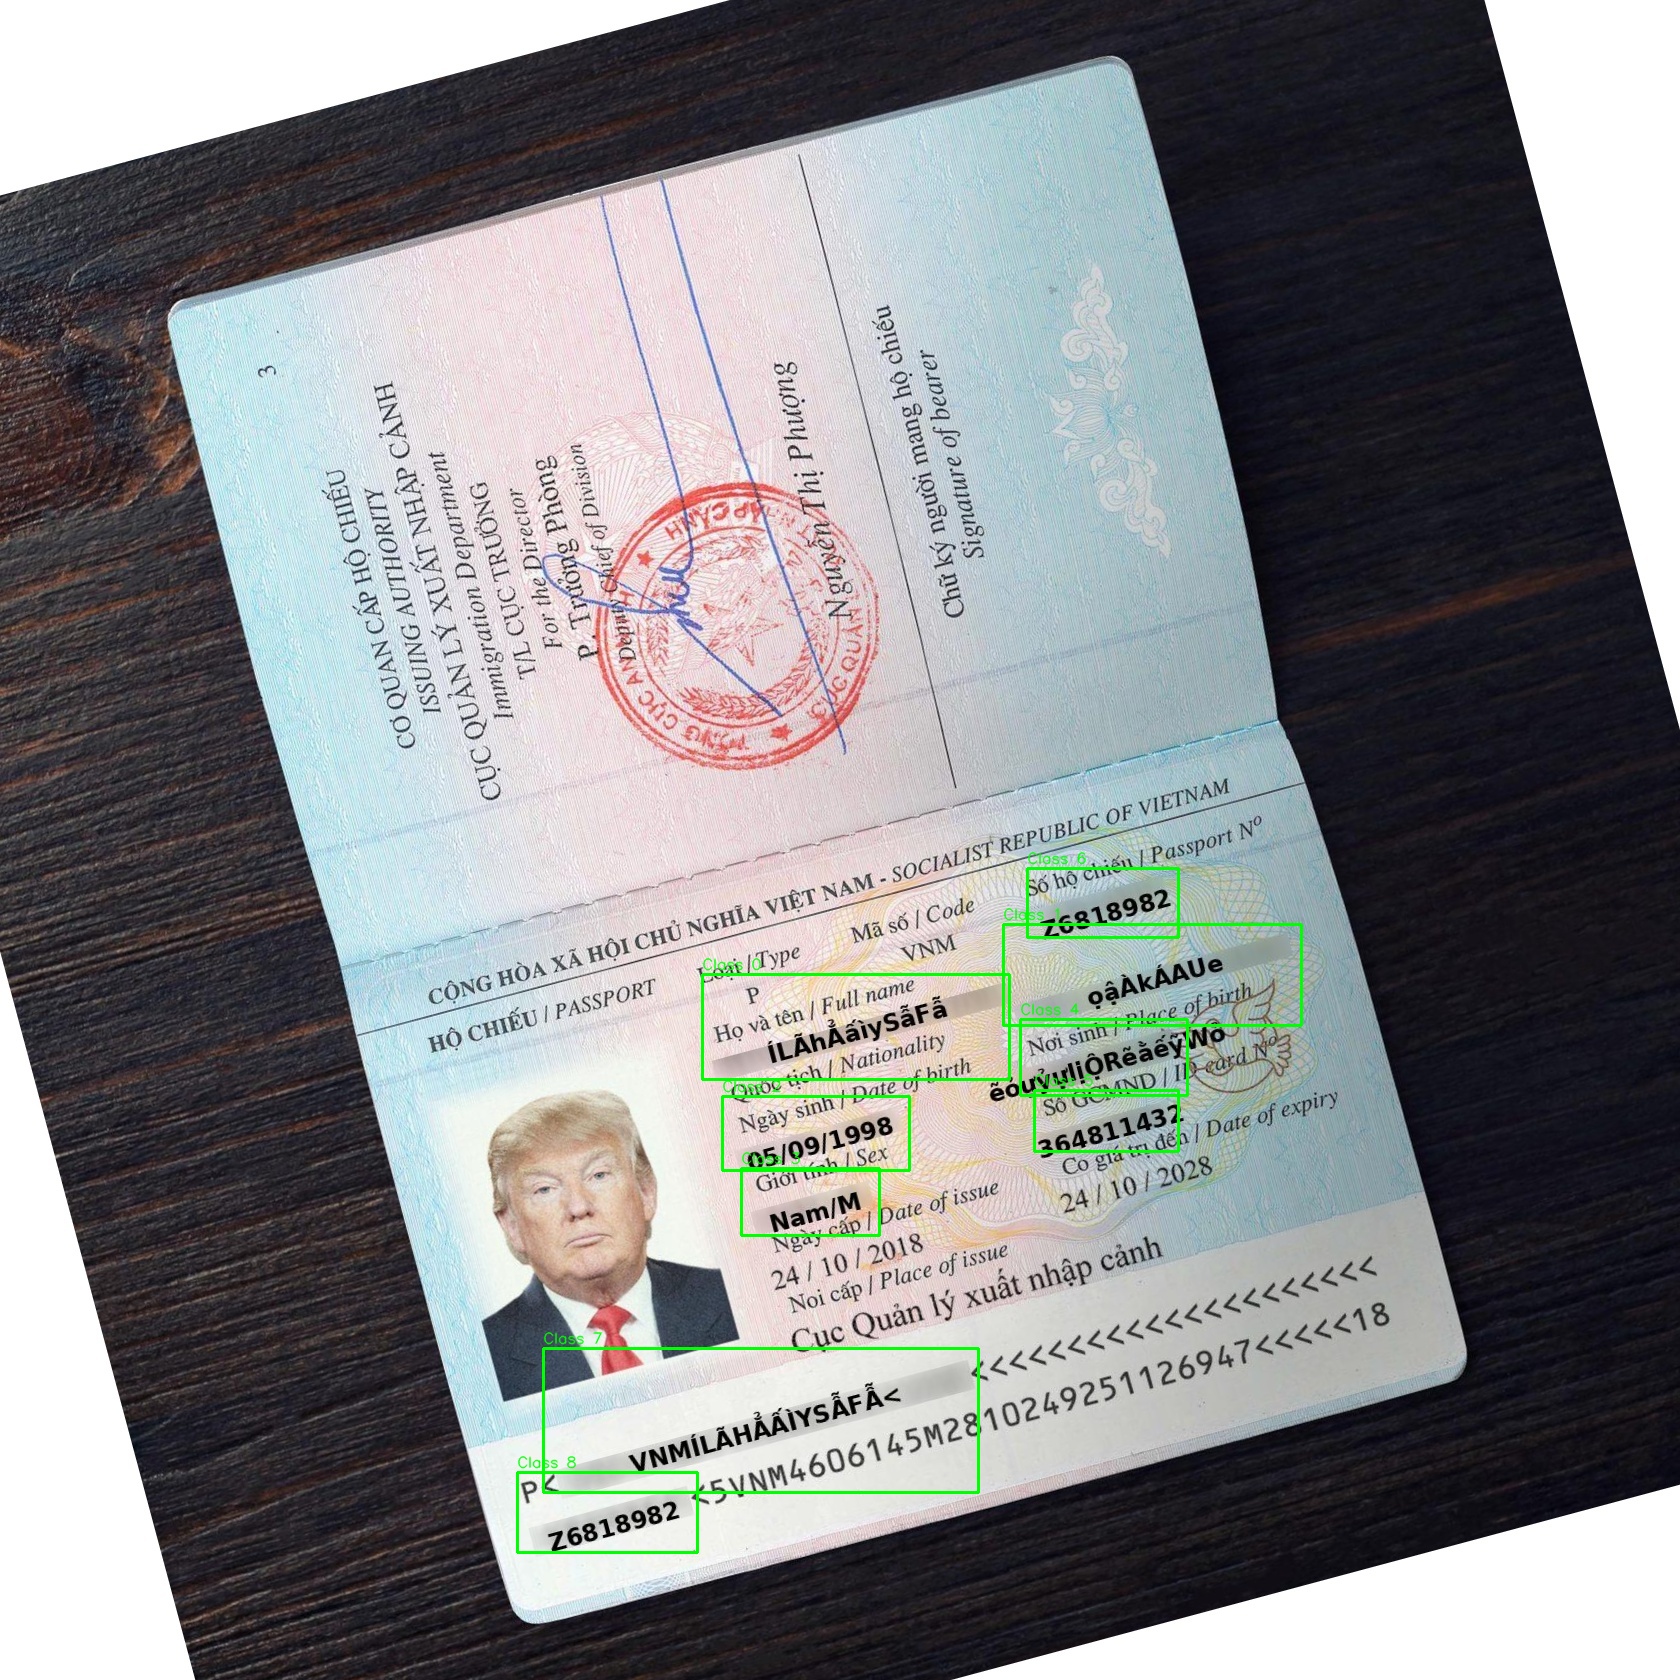 3
CƠ QUAN CẤP HỘ CHIẾU
ISSUING AUTHORITY
CỤC QUẢN LÝ XUẤT NHẬP CẢNH
Immigration Department
T/L CỤC TRƯỞNG
For the Director
P. Trưởng Phòng
Deputy Chief of Division
Nguyễn Thị Phượng
Chữ ký người mang hộ chiếu
Signature of bearer
CỘNG HÒA XÃ HỘI CHỦ NGHĨA VIỆT NAM - SOCIALIST REPUBLIC OF VIETNAM
HỘ CHIẾU / PASSPORT
Loại / Type
Mã số / Code
Class 6
Số hộ chiếu / Passport Nº
P
VNM
Z6818982
Họ và tên / Full name
ÍLÃhẲấìySẫFẫ
ọậÀkÁAUe
Quốc tịch / Nationality
Class 4
Nơi sinh / Place of birth
Ngày sinh / Date of birth
05/09/1998
Số GCMND / ID card Nº
364811432
Giới tính / Sex
Nam/M
Có giá trị đến / Date of expiry
24 / 10 / 2028
Ngày cấp / Date of issue
24 / 10 / 2018
Noi cấp / Place of issue
Cục Quản lý xuất nhập cảnh
Class 7
P<
VNMÍLÃHẲẤÌYSẪFẪ<
<<<<<<<<<<<<<<<<<<<<<<
Class 8
Z6818982
<5VNM4606145M2810249251126947<<<<<18